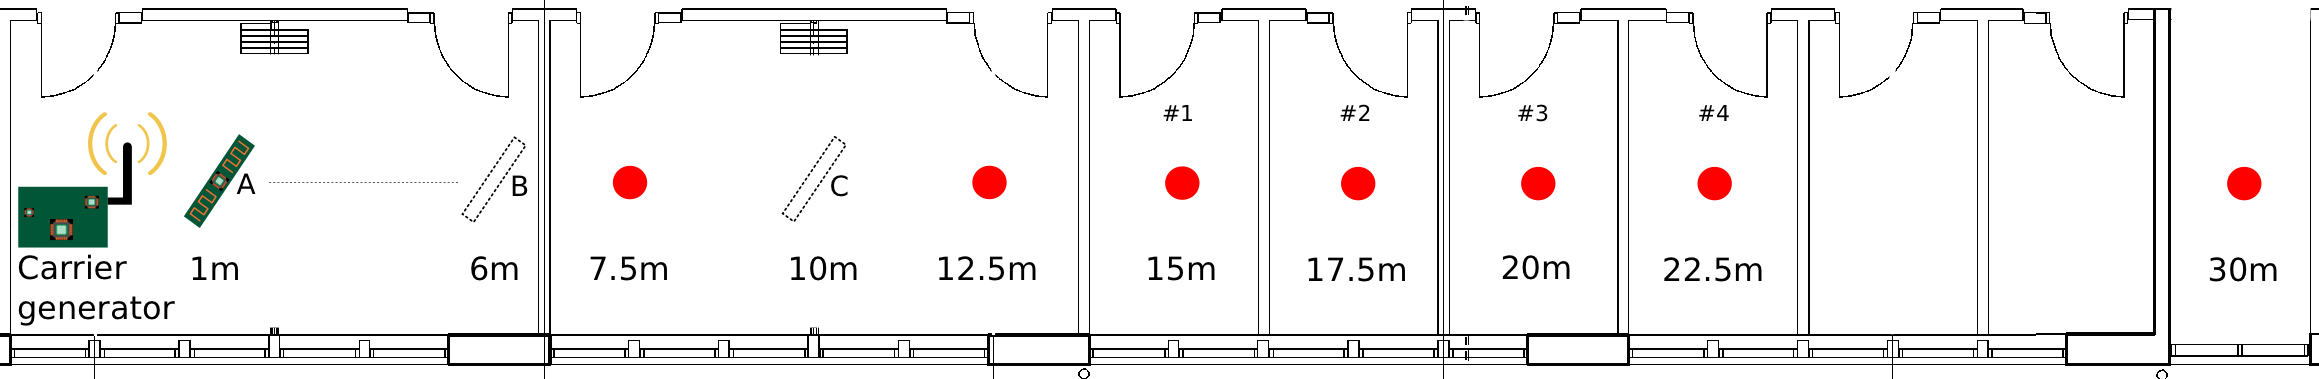 #1
#2
#3
#4
A
B
C
Carrier
generator
1m
6m
7.5m
10m
12.5m
15m
17.5m
20m
22.5m
30m